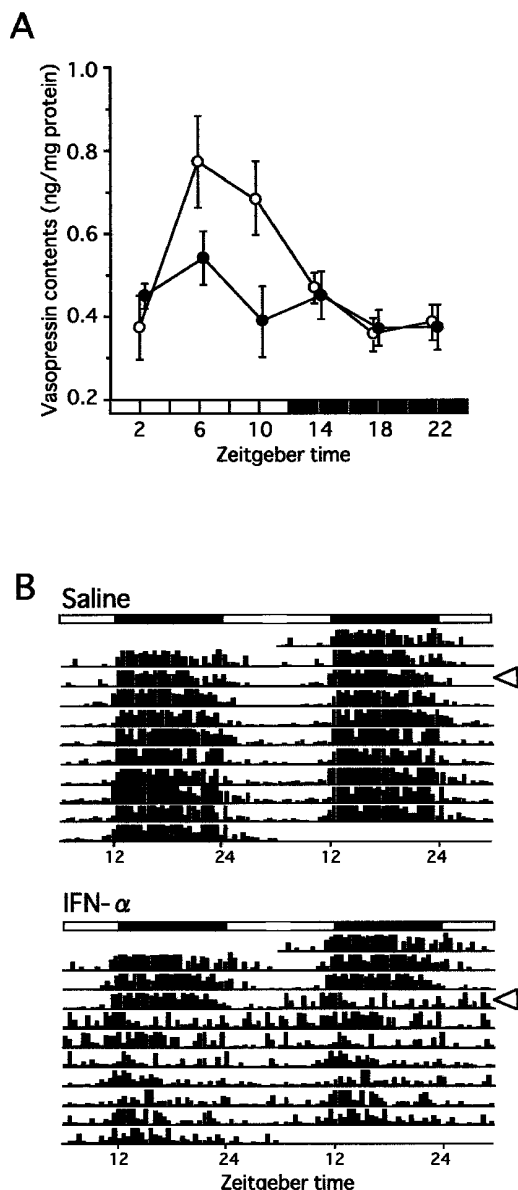 A
Vasopressin contents (ng/mg protein)
1.0
0.8
0.6
0.4
0.2
2 6 10 14 18 22
Zeitgeber time
B
Saline
12 24 12 24
IFN-α
12 24 12 24
Zeitgeber time